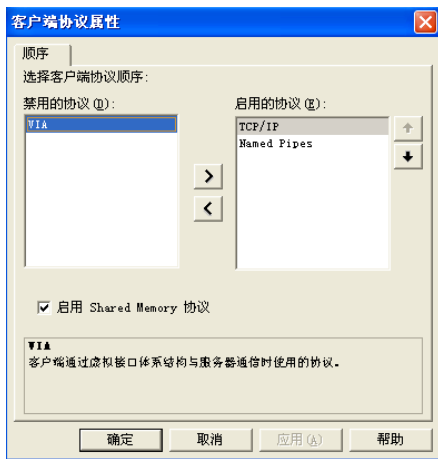 客户端协议属性
顺序
选择客户端协议顺序:
禁用的协议(D):
启用的协议(E):
VIA
TCP/IP
Named Pipes
启用 Shared Memory 协议
VIA
客户端通过虚拟接口体系结构与服务器通信时使用的协议。
确定
取消
应用(A)
帮助